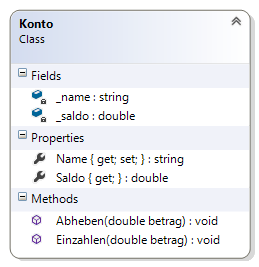 Konto
Class
Fields
_name : string
_saldo : double
Properties
Name { get; set; } : string
Saldo { get; } : double
Methods
Abheben(double betrag) : void
Einzahlen(double betrag) : void